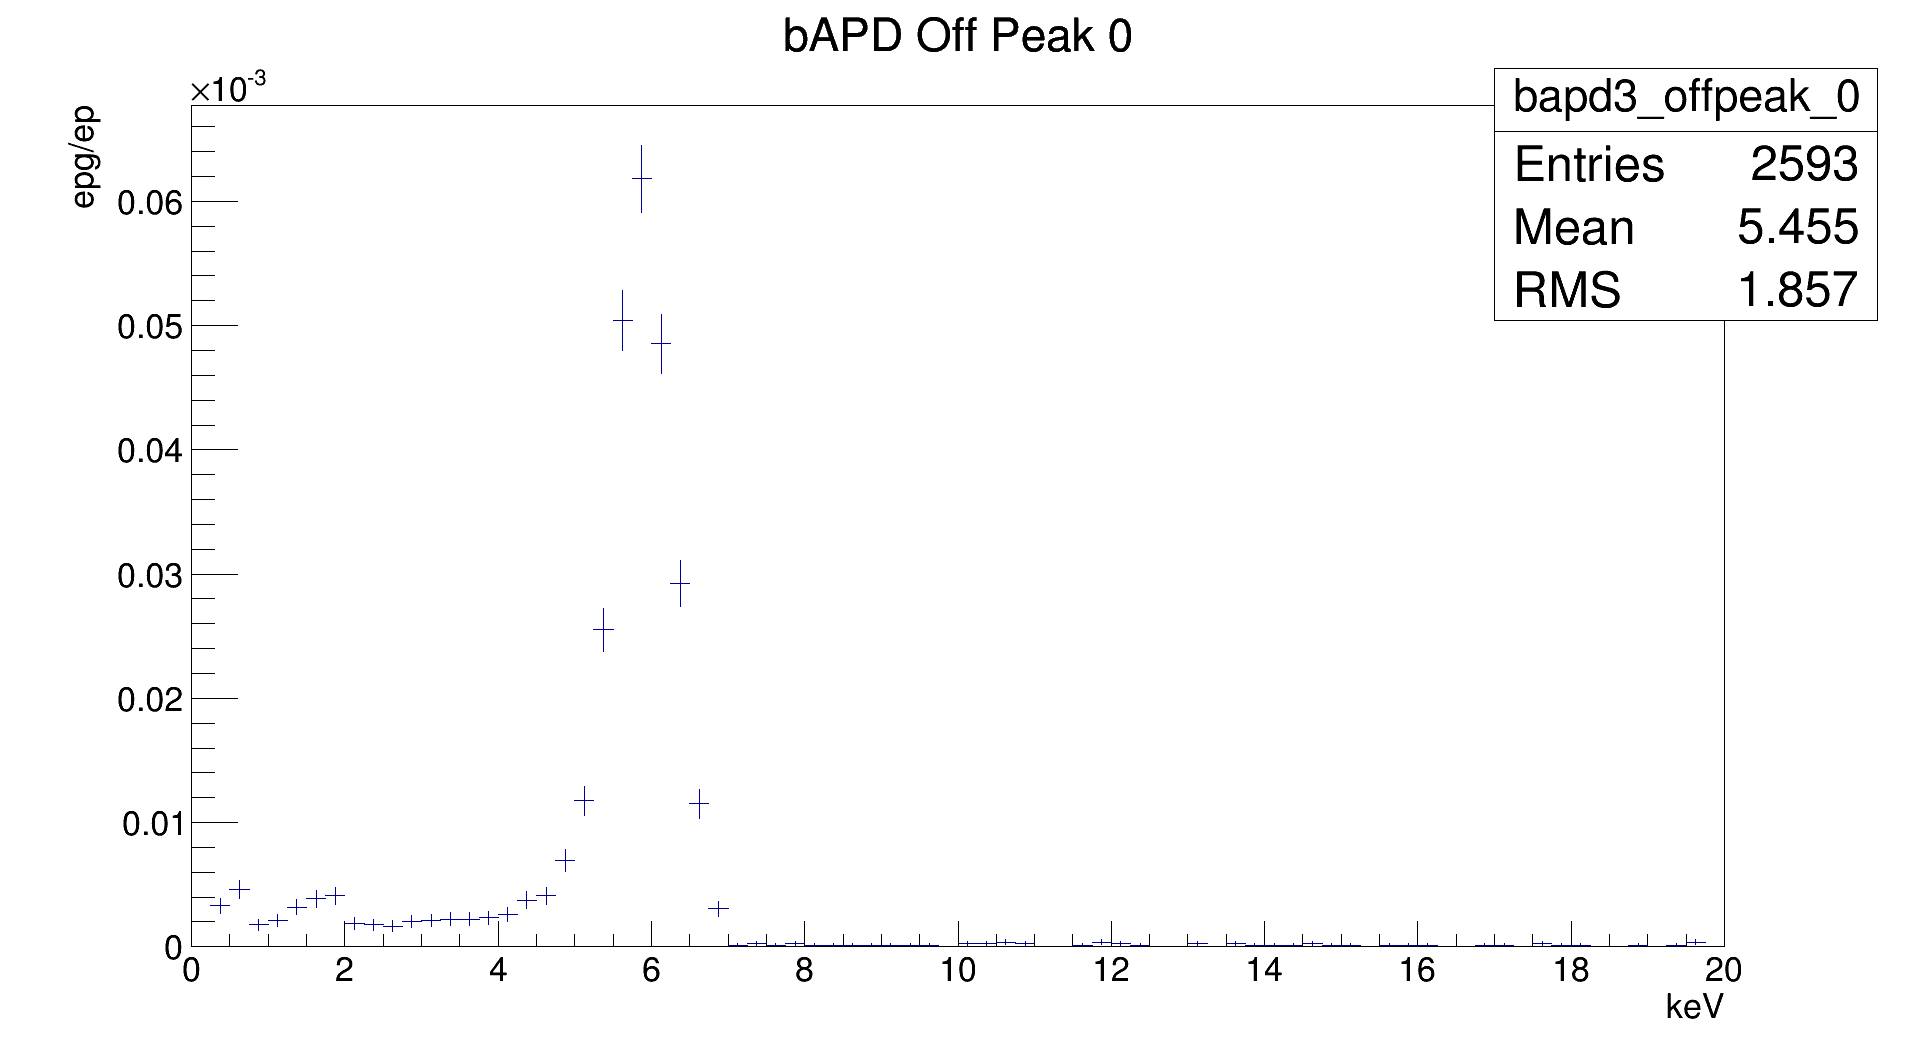 bAPD Off Peak 0
×10-3
epg/ep
bapd3_offpeak_0
Entries 2593
Mean 5.455
RMS 1.857
0.06
0.05
0.04
0.03
0.02
0.01
0
0 2 4 6 8 10 12 14 16 18 20
keV